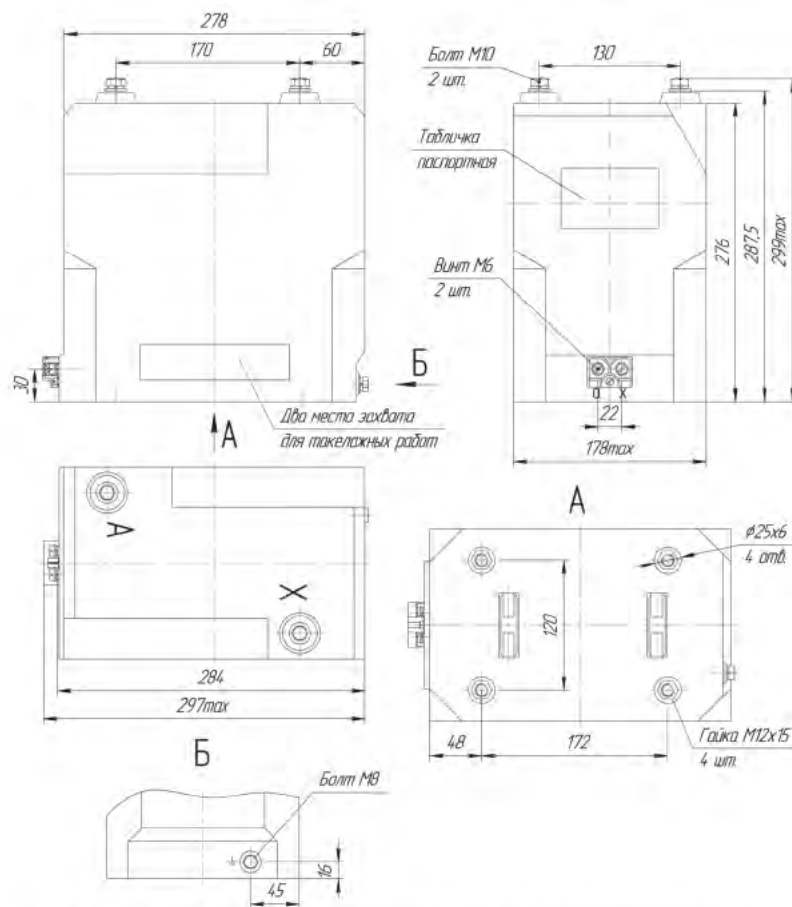 278
170
60
30
Б
А
Два места захвата
для такелажных работ
Болт М10
2 шт.
130
Табличка
паспортная
Винт М6
2 шт.
a x
22
178max
276
287,5
299max
А
Х
284
297max
А
ϕ25x6
4 отв.
120
48
172
Гайка М12x15
4 шт.
Б
Болт М8
16
45